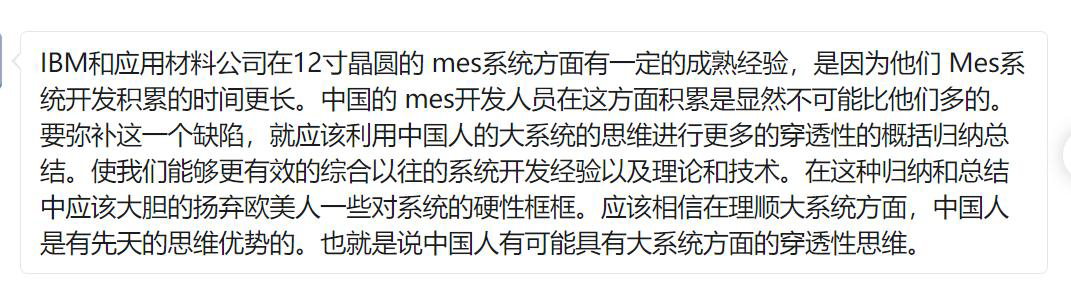 IBM和应用材料公司在12寸晶圆的 mes系统方面有一定的成熟经验，是因为他们 Mes系
统开发积累的时间更长。中国的 mes开发人员在这方面积累是显然不可能比他们多的。
要弥补这一个缺陷，就应该利用中国人的大系统的思维进行更多的穿透性的概括归纳总
结。使我们能够更有效的综合以往的系统开发经验以及理论和技术。在这种归纳和总结
中应该大胆的扬弃欧美人一些对系统的硬性框框。应该相信在理顺大系统方面，中国人
是有先天的思维优势的。也就是说中国人有可能具有大系统方面的穿透性思维。